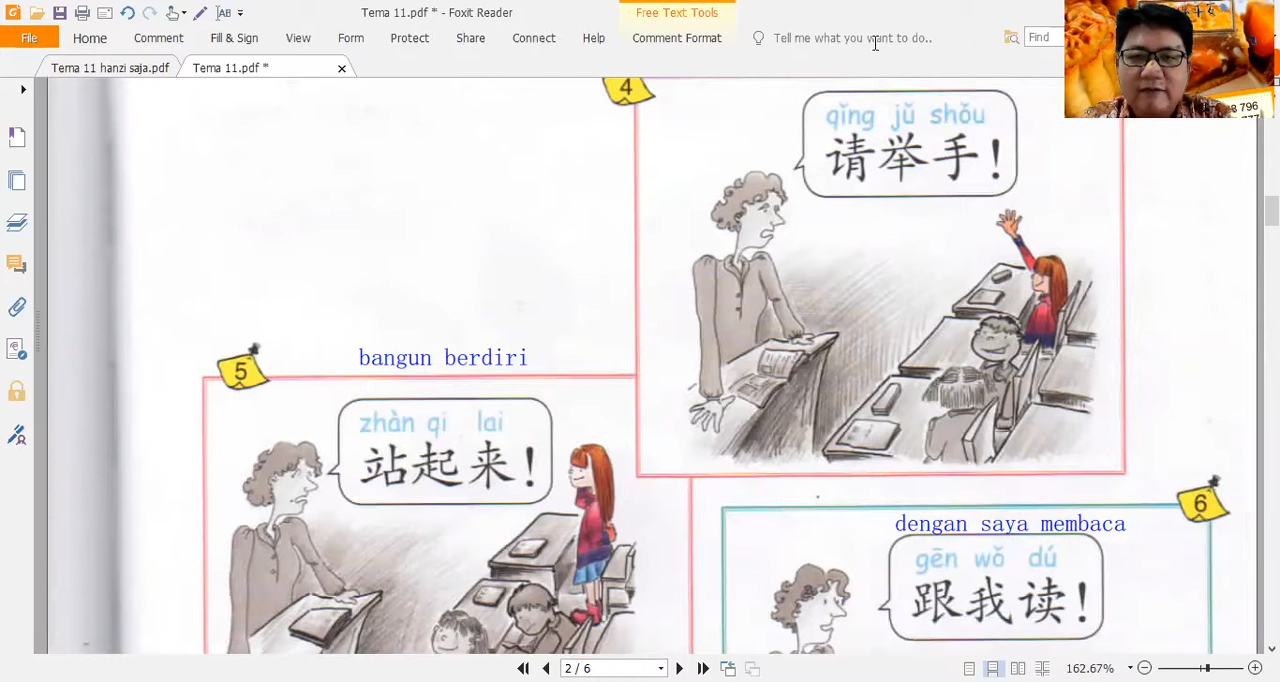 Tema 11.pdf * - Foxit Reader
Free Text Tools
File
Home
Comment
Fill & Sign
View
Form
Protect
Share
Connect
Help
Comment Format
Tell me what you want to do..
Find
Tema 11 hanzi saja.pdf
Tema 11.pdf *
8 796
4
qǐng jǔ shǒu
请举手!
5
bangun berdiri
zhàn qi lai
站起来!
6
dengan saya membaca
gēn wǒ dú
跟我读!
2 / 6
162.67%